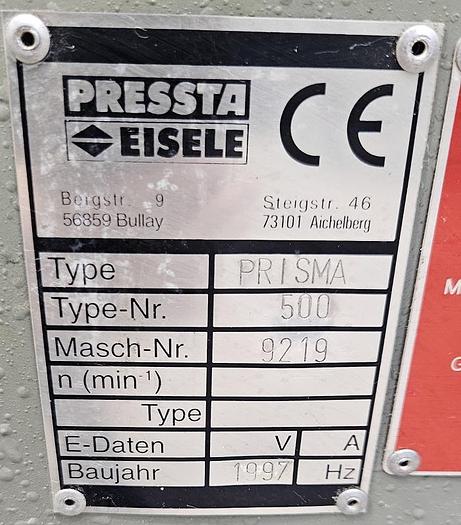 PRESSTA
EISELE
CE
Bergstr. 9
56859 Bullay
Steigstr. 46
73101 Aichelberg
Type PRISMA
Type-Nr. 500
Masch-Nr. 9219
n (min-1)
Type
E-Daten V A
Baujahr 1997 Hz
M
G